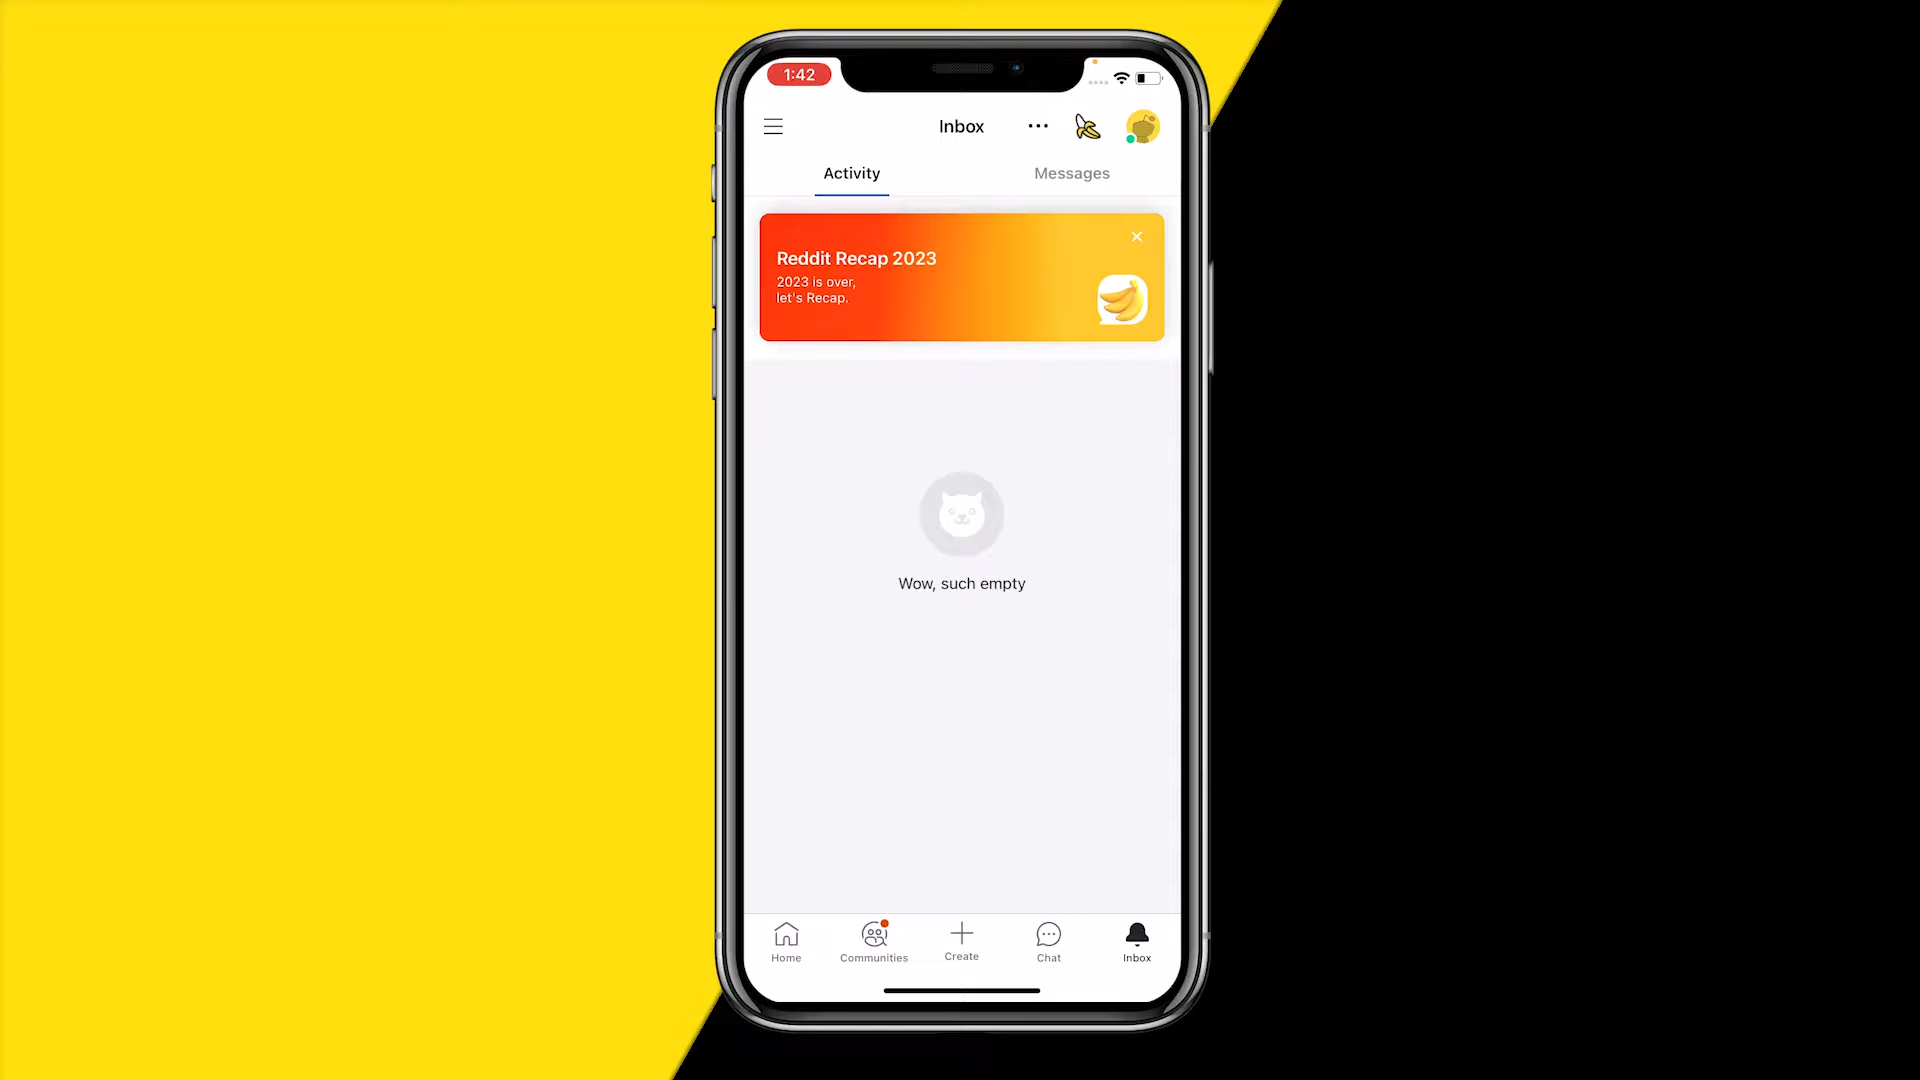 1:42
Inbox
Activity
Messages
Reddit Recap 2023
2023 is over,
let's Recap.
Wow, such empty
Home
Communities
Create
Chat
Inbox